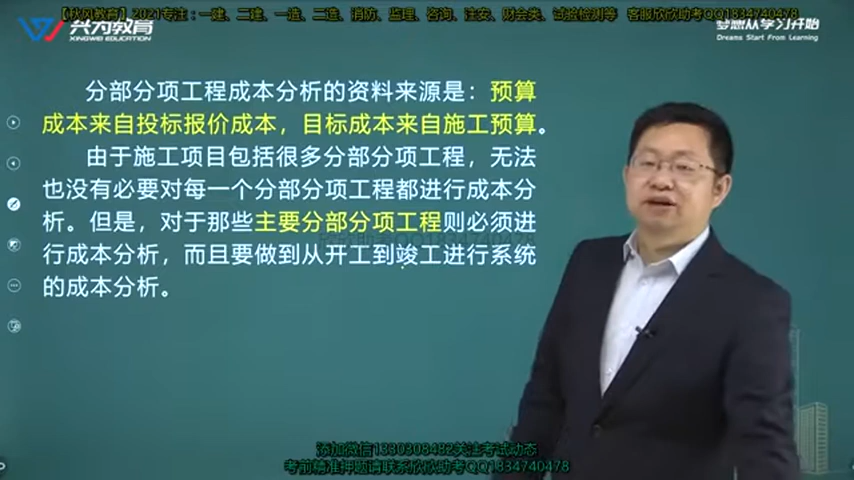 【秋风教育】2021专注：一建、二建、一造、二造、消防、监理、咨询、注安、财会类、试验检测等 客服欣欣助考QQ1834740478
兴为教育
XINGWEI EDUCATION
梦想从学习开始
Dreams Start From Learning
分部分项工程成本分析的资料来源是：预算
成本来自投标报价成本，目标成本来自施工预算。
由于施工项目包括很多分部分项工程，无法
也没有必要对每一个分部分项工程都进行成本分
析。但是，对于那些主要分部分项工程则必须进
行成本分析，而且要做到从开工到竣工进行系统
的成本分析。
添加微信1330308482关注考试动态
考前精准押题请联系欣欣助考QQ1834740478